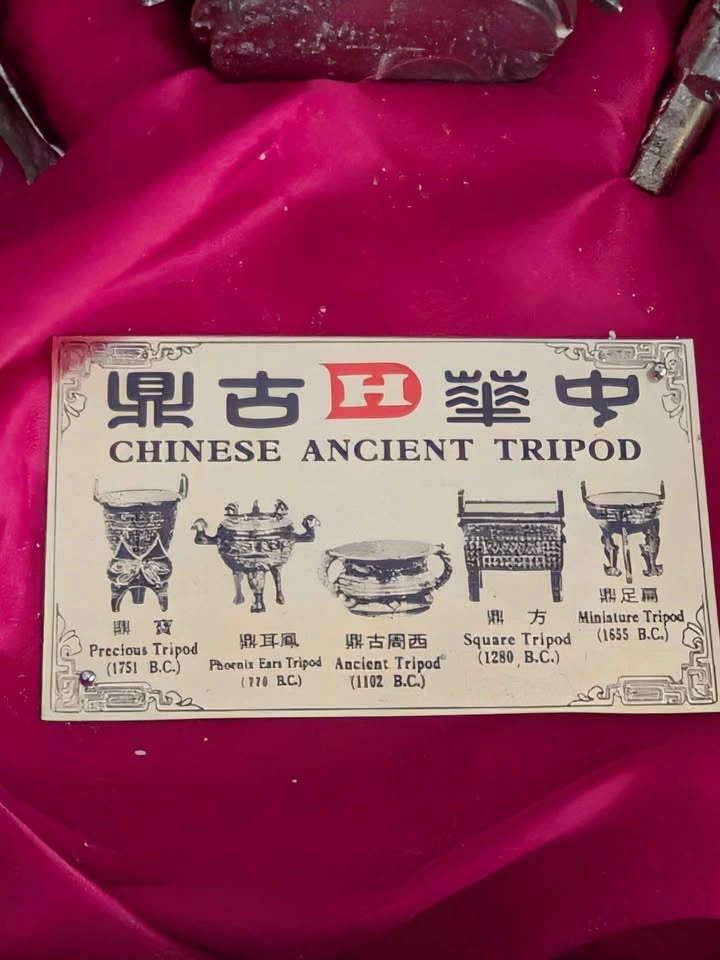 中華 H 古鼎
CHINESE ANCIENT TRIPOD
寶鼎
Precious Tripod
(1751 B.C.)
鳳耳鼎
Phoenix Ears Tripod
(770 B.C.)
西周古鼎
Ancient Tripod
(1102 B.C.)
方鼎
Square Tripod
(1280 B.C.)
扁足鼎
Miniature Tripod
(1655 B.C.)